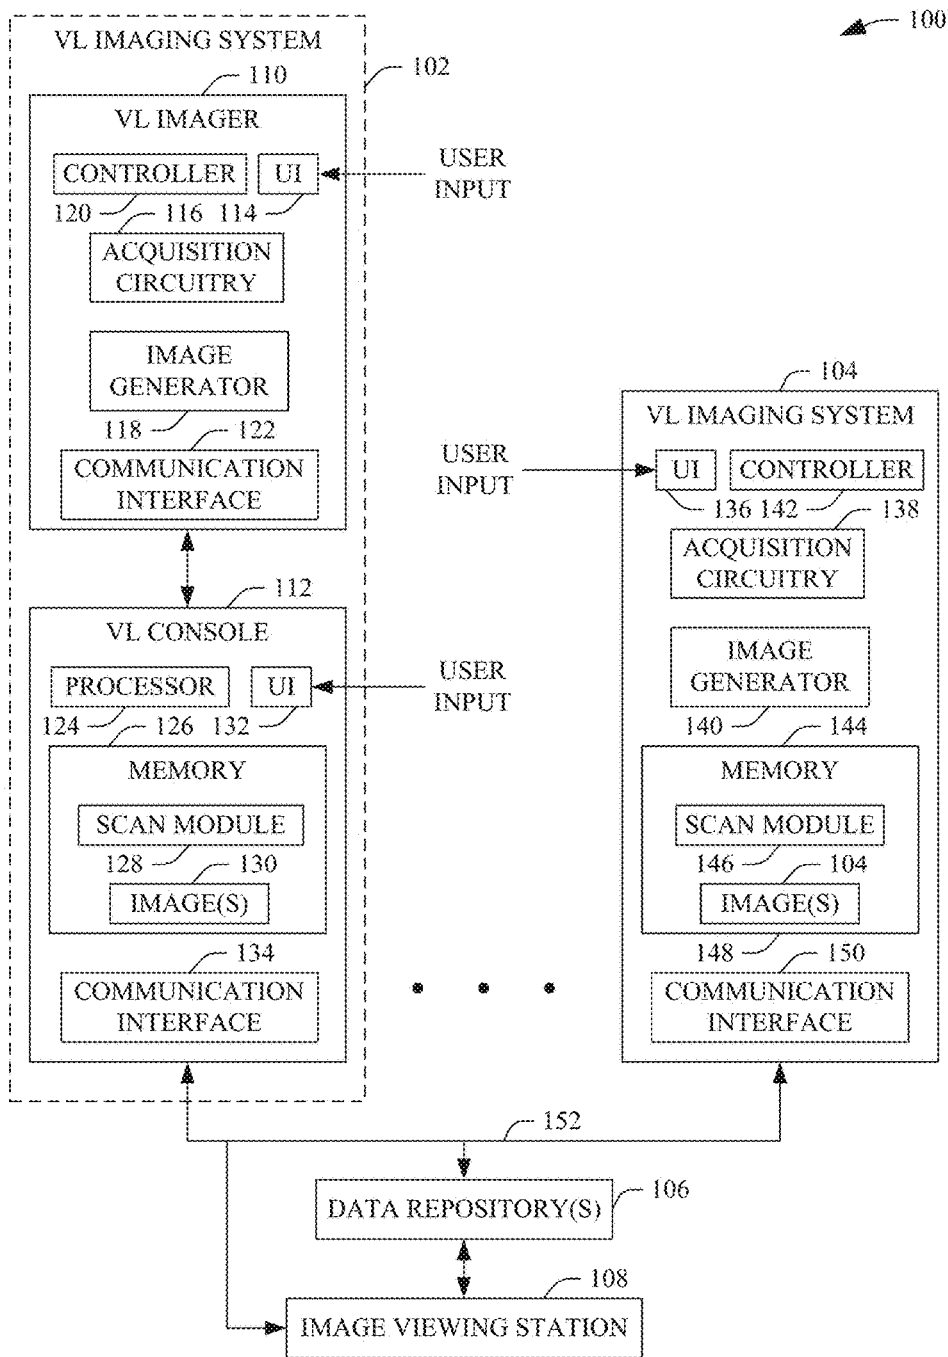 100
VL IMAGING SYSTEM
102
110
VL IMAGER
CONTROLLER
UI
USER
INPUT
120
116
114
ACQUISITION
CIRCUITRY
IMAGE
GENERATOR
118
122
COMMUNICATION
INTERFACE
112
VL CONSOLE
PROCESSOR
UI
USER
INPUT
124
126
132
MEMORY
SCAN MODULE
128
130
IMAGE(S)
134
COMMUNICATION
INTERFACE
104
VL IMAGING SYSTEM
USER
INPUT
UI
CONTROLLER
136
142
138
ACQUISITION
CIRCUITRY
IMAGE
GENERATOR
140
144
MEMORY
SCAN MODULE
146
104
IMAGE(S)
148
150
COMMUNICATION
INTERFACE
152
DATA REPOSITORY(S)
106
108
IMAGE VIEWING STATION